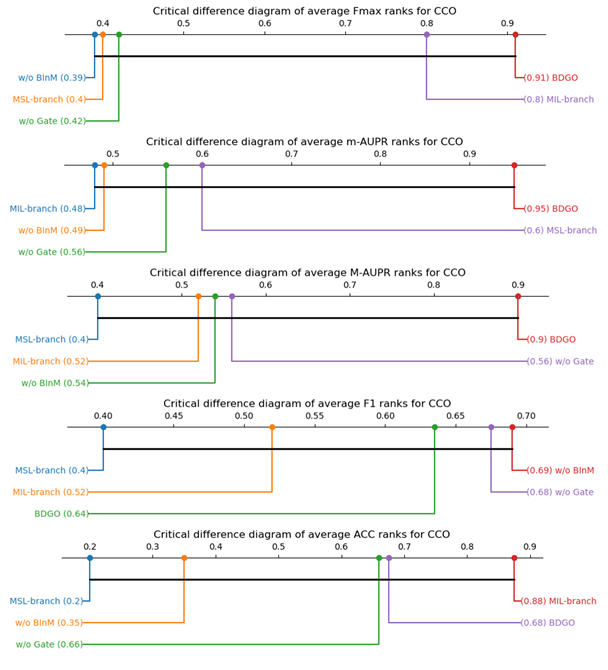 Critical difference diagram of average Fmax ranks for CCO
0.4 0.5 0.6 0.7 0.8 0.9
w/o BInM (0.39) (0.91) BDGO
MSL-branch (0.4) (0.8) MIL-branch
w/o Gate (0.42)
Critical difference diagram of average m-AUPR ranks for CCO
0.5 0.6 0.7 0.8 0.9
MIL-branch (0.48) (0.95) BDGO
w/o BInM (0.49) (0.6) MSL-branch
w/o Gate (0.56)
Critical difference diagram of average M-AUPR ranks for CCO
0.4 0.5 0.6 0.7 0.8 0.9
MSL-branch (0.4) (0.9) BDGO
MIL-branch (0.52) (0.56) w/o Gate
w/o BInM (0.54)
Critical difference diagram of average F1 ranks for CCO
0.40 0.45 0.50 0.55 0.60 0.65 0.70
MSL-branch (0.4) (0.69) w/o BInM
MIL-branch (0.52) (0.68) w/o Gate
BDGO (0.64)
Critical difference diagram of average ACC ranks for CCO
0.2 0.3 0.4 0.5 0.6 0.7 0.8 0.9
MSL-branch (0.2) (0.88) MIL-branch
w/o BInM (0.35) (0.68) BDGO
w/o Gate (0.66)